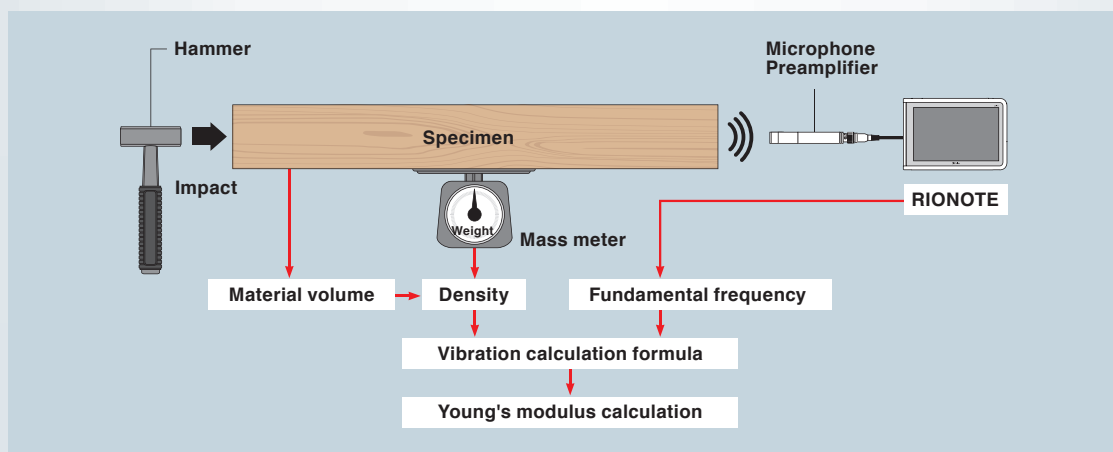 Hammer
Microphone
Preamplifier
Specimen
Impact
RIONOTE
Weight
Mass meter
Material volume
Density
Fundamental frequency
Vibration calculation formula
Young's modulus calculation